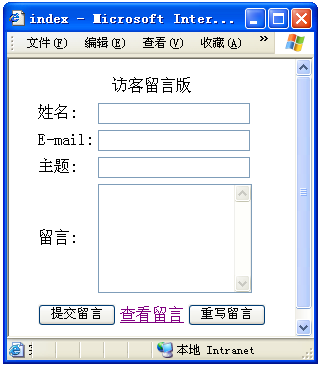 index - Microsoft Inter...
文件(F) 编辑(E) 查看(V) 收藏(A) »
访客留言版
姓名:
E-mail:
主题:
留言:
提交留言 查看留言 重写留言
本地 Intranet